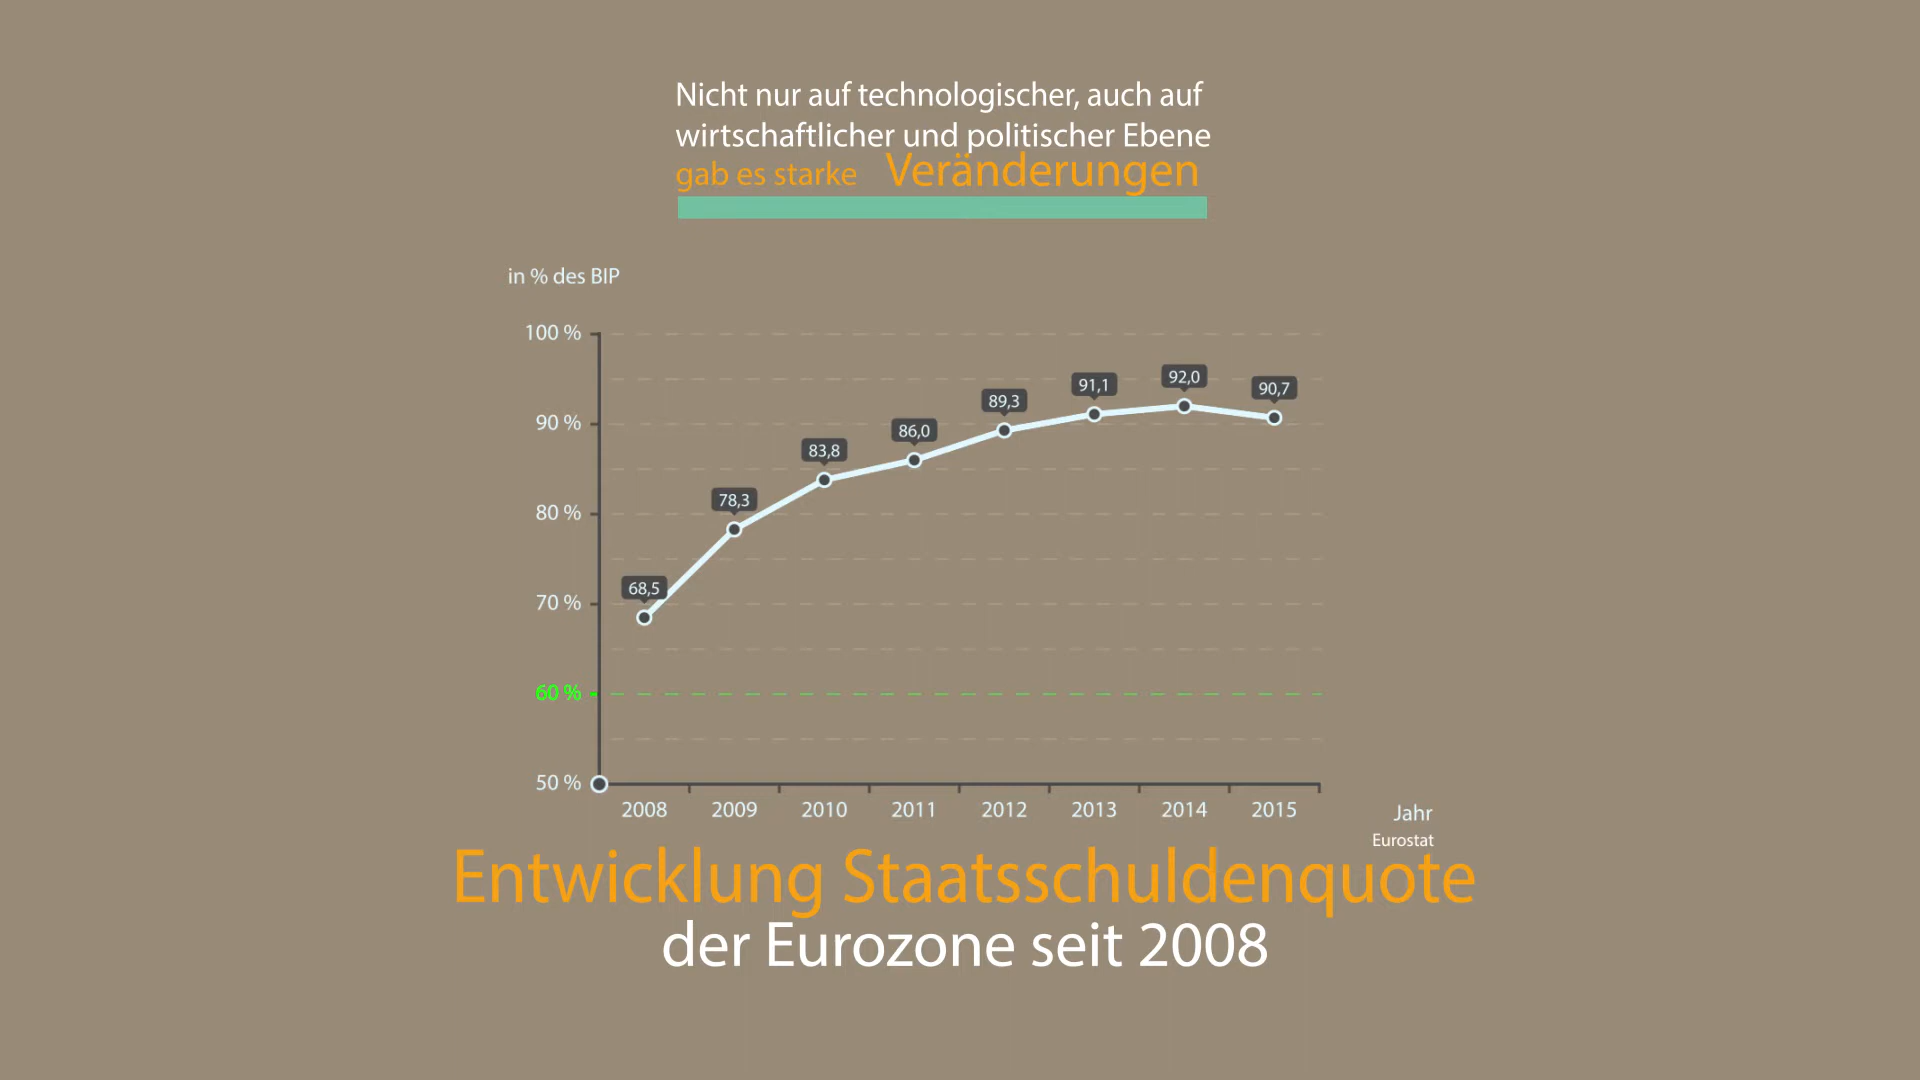 Nicht nur auf technologischer, auch auf
wirtschaftlicher und politischer Ebene
gab es starke Veränderungen
in % des BIP
100 %
90 %
80 %
70 %
60 %
50 %
68,5
78,3
83,8
86,0
89,3
91,1
92,0
90,7
2008 2009 2010 2011 2012 2013 2014 2015
Jahr
Eurostat
Entwicklung Staatsschuldenquote
der Eurozone seit 2008